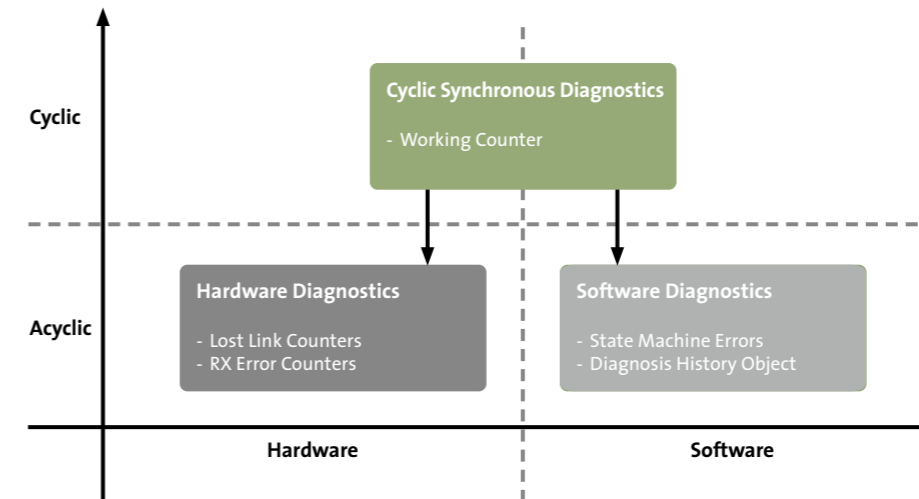 Cyclic Synchronous Diagnostics
- Working Counter
Cyclic
Hardware Diagnostics
- Lost Link Counters
- RX Error Counters
Software Diagnostics
- State Machine Errors
- Diagnosis History Object
Acyclic
Hardware
Software